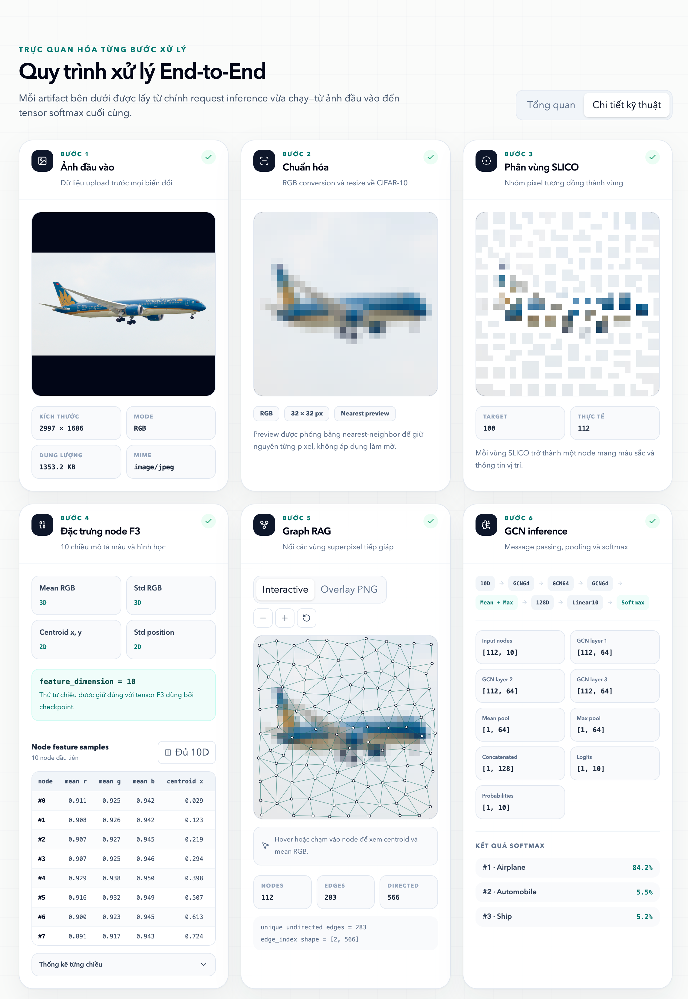 TRỰC QUAN HÓA TỪNG BƯỚC XỬ LÝ
Quy trình xử lý End-to-End
Mỗi artifact bên dưới được lấy từ chính request inference vừa chạy—từ ảnh đầu vào đến
tensor softmax cuối cùng.
Tổng quan
Chi tiết kỹ thuật
BƯỚC 1
Ảnh đầu vào
Dữ liệu upload trước mọi biến đổi
Vietnam Airlines
KÍCH THƯỚC
2997 × 1686
MODE
RGB
DUNG LƯỢNG
1353.2 KB
MIME
image/jpeg
BƯỚC 2
Chuẩn hóa
RGB conversion và resize về CIFAR-10
RGB
32 × 32 px
Nearest preview
Preview được phóng bằng nearest-neighbor để giữ
nguyên từng pixel, không áp dụng làm mờ.
BƯỚC 3
Phân vùng SLICO
Nhóm pixel tương đồng thành vùng
TARGET
100
THỰC TẾ
112
Mỗi vùng SLICO trở thành một node mang màu sắc và
thông tin vị trí.
BƯỚC 4
Đặc trưng node F3
10 chiều mô tả màu và hình học
Mean RGB
3D
Std RGB
3D
Centroid x, y
2D
Std position
2D
feature_dimension = 10
Thứ tự chiều được giữ đúng với tensor F3 dùng bởi
checkpoint.
Node feature samples
10 node đầu tiên
Đủ 10D
node mean r mean g mean b centroid x
#0 0.911 0.925 0.942 0.029
#1 0.908 0.926 0.942 0.123
#2 0.907 0.927 0.945 0.219
#3 0.907 0.925 0.946 0.294
#4 0.929 0.938 0.950 0.398
#5 0.916 0.932 0.949 0.507
#6 0.900 0.923 0.945 0.613
#7 0.891 0.917 0.943 0.724
Thống kê từng chiều
BƯỚC 5
Graph RAG
Nối các vùng superpixel tiếp giáp
Interactive
Overlay PNG
Hover hoặc chạm vào node để xem centroid và
mean RGB.
NODES
112
EDGES
283
DIRECTED
566
unique undirected edges = 283
edge_index shape = [2, 566]
BƯỚC 6
GCN inference
Message passing, pooling và softmax
10D → GCN64 → GCN64 → GCN64 →
Mean + Max → 128D → Linear10 → Softmax
Input nodes
[112, 10]
GCN layer 1
[112, 64]
GCN layer 2
[112, 64]
GCN layer 3
[112, 64]
Mean pool
[1, 64]
Max pool
[1, 64]
Concatenated
[1, 128]
Logits
[1, 10]
Probabilities
[1, 10]
KẾT QUẢ SOFTMAX
#1 · Airplane 84.2%
#2 · Automobile 5.5%
#3 · Ship 5.2%